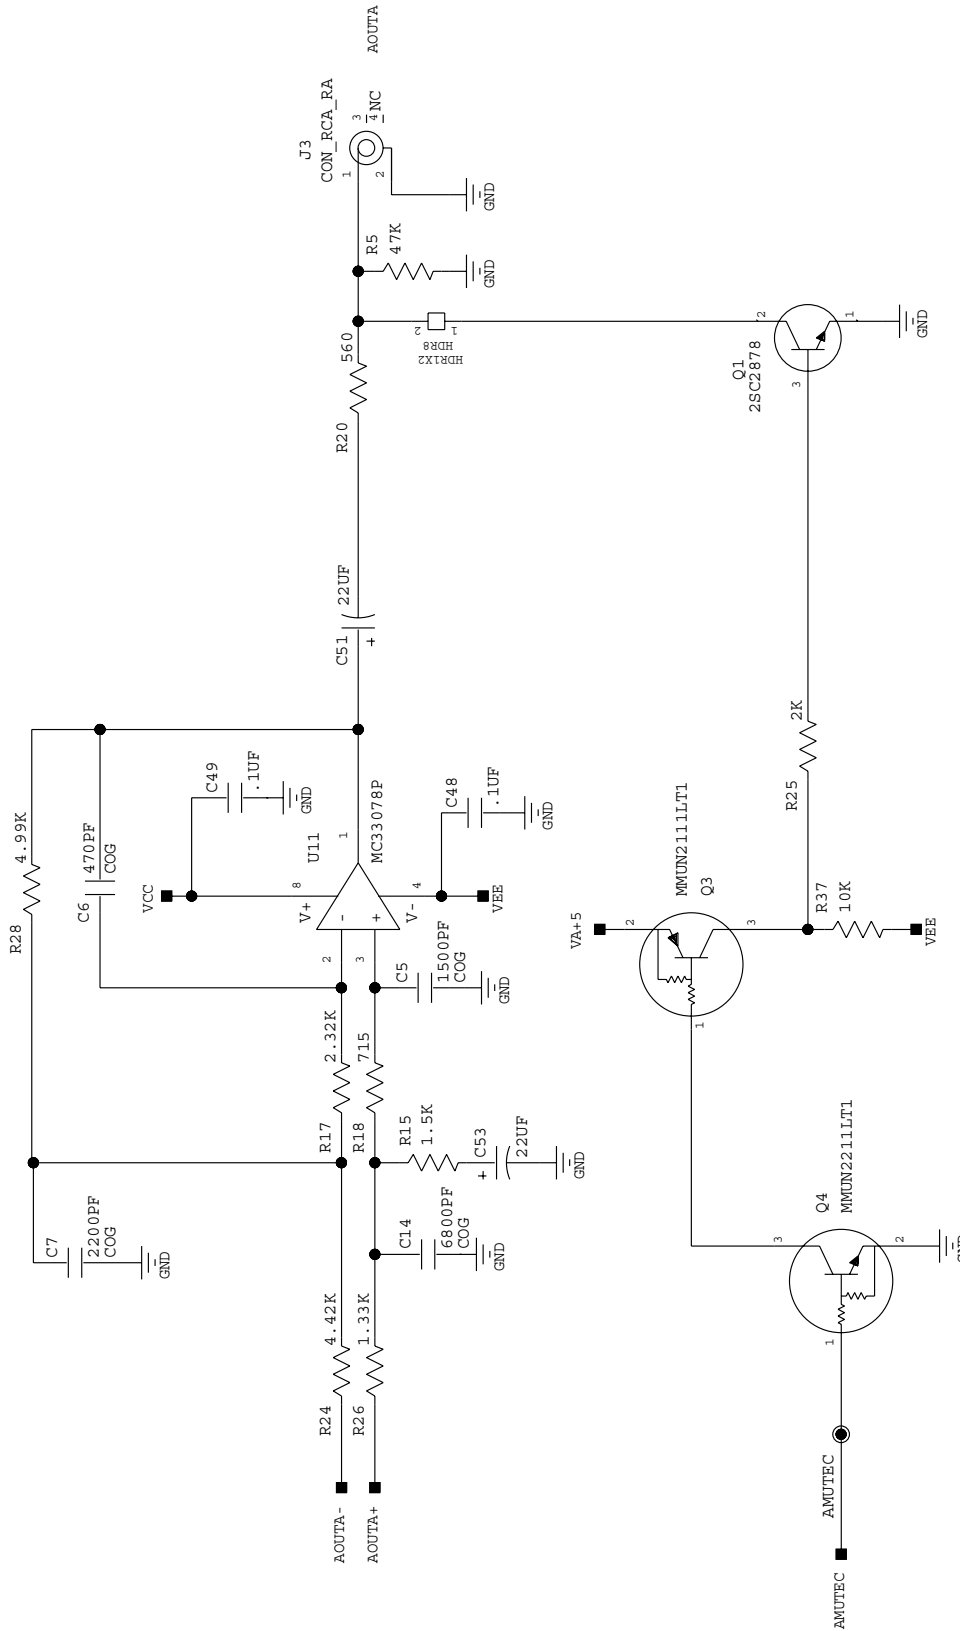 AOUTA
J3
CON_RCA_RA
3
4
NC
1
2
GND
R5
47K
GND
R20
560
2
1
HDR8
HDR1X2
C51
22UF
+
Q1
2SC2878
2
3
1
GND
R28
4.99K
C6
470PF
COG
VCC
C49
.1UF
GND
U11
MC33078P
V+
8
-
+
V-
4
1
2
3
C48
.1UF
GND
VEE
C5
1500PF
COG
GND
R17
2.32K
R18
715
R15
1.5K
C53
22UF
+
GND
C7
2200PF
COG
GND
C14
6800PF
COG
GND
R24
4.42K
R26
1.33K
AOUTA-
AOUTA+
R25
2K
MMUN2111LT1
Q3
VA+5
2
3
1
R37
10K
VEE
Q4
MMUN2211LT1
3
2
1
GND
AMUTEC
AMUTEC